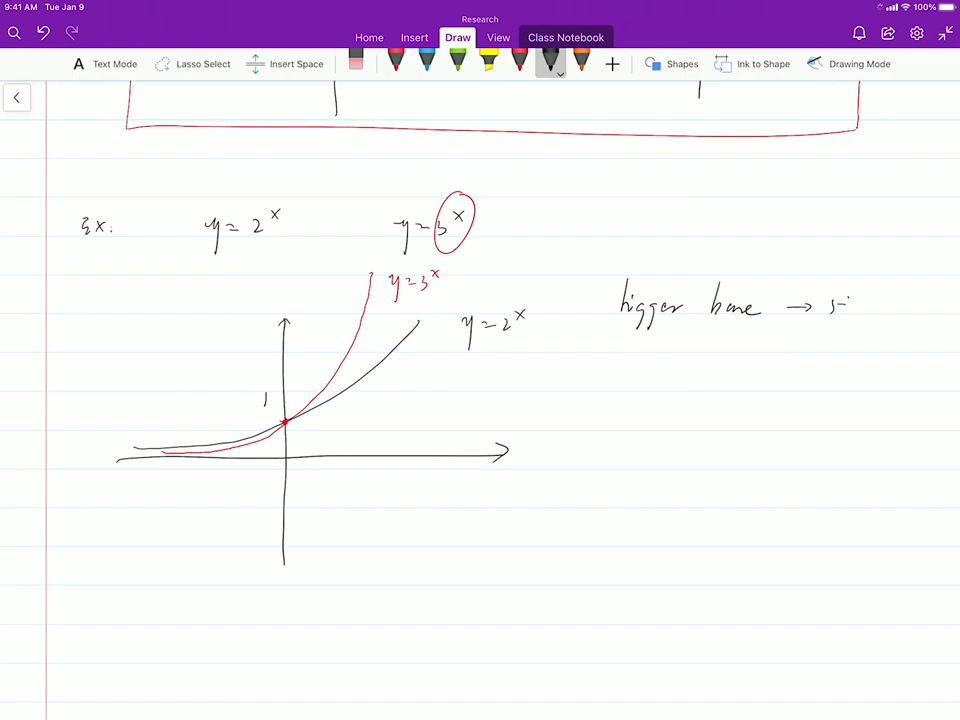 9:41 AM Tue Jan 9
100%
Research
Home Insert Draw View Class Notebook
Text Mode Lasso Select Insert Space Shapes Ink to Shape Drawing Mode
Ex. y = 2^x y = 3^x
y = 3^x
bigger base →
y = 2^x
1